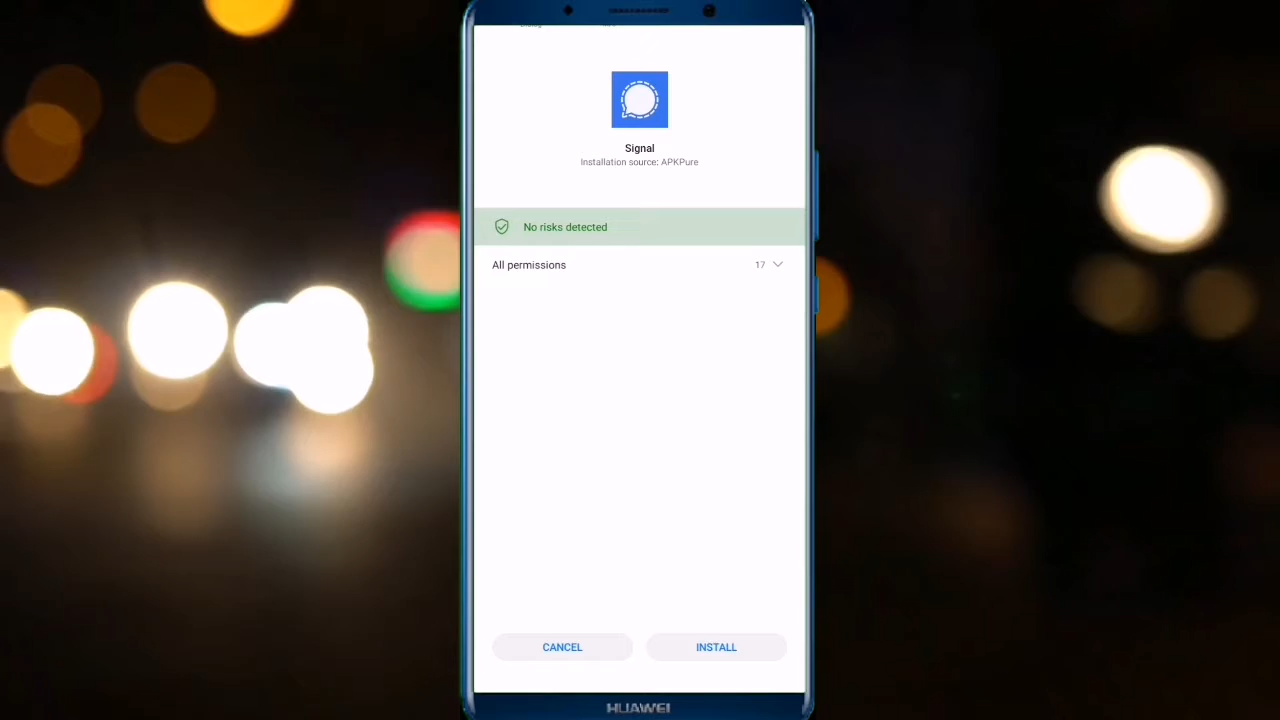 Signal
Installation source: APKPure
No risks detected
All permissions
17
CANCEL
INSTALL
HUAWEI